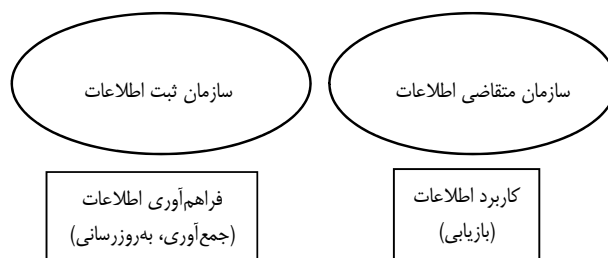 سازمان متقاضی اطلاعات
سازمان ثبت اطلاعات
کاربرد اطلاعات
(بازیابی)
فراهم‌آوری اطلاعات
(جمع‌آوری، به‌روزرسانی)